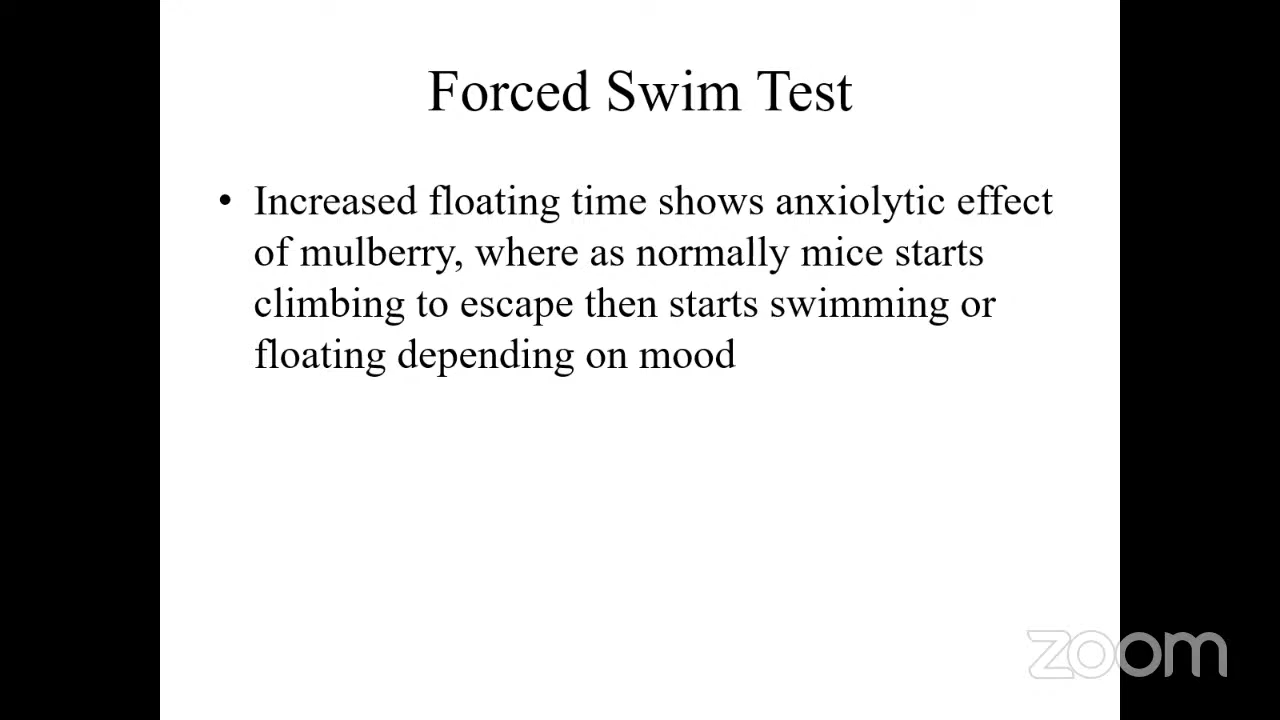 Forced Swim Test
• Increased floating time shows anxiolytic effect
of mulberry, where as normally mice starts
climbing to escape then starts swimming or
floating depending on mood
zoom